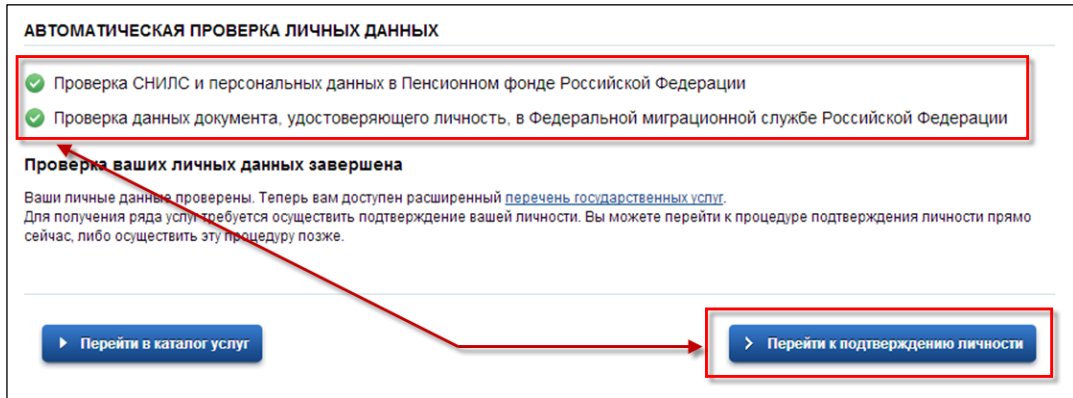 АВТОМАТИЧЕСКАЯ ПРОВЕРКА ЛИЧНЫХ ДАННЫХ
Проверка СНИЛС и персональных данных в Пенсионном фонде Российской Федерации
Проверка данных документа, удостоверяющего личность, в Федеральной миграционной службе Российской Федерации
Проверка ваших личных данных завершена
Ваши личные данные проверены. Теперь вам доступен расширенный перечень государственных услуг.
Для получения ряда услуг требуется осуществить подтверждение вашей личности. Вы можете перейти к процедуре подтверждения личности прямо
сейчас, либо осуществить эту процедуру позже.
Перейти в каталог услуг
Перейти к подтверждению личности